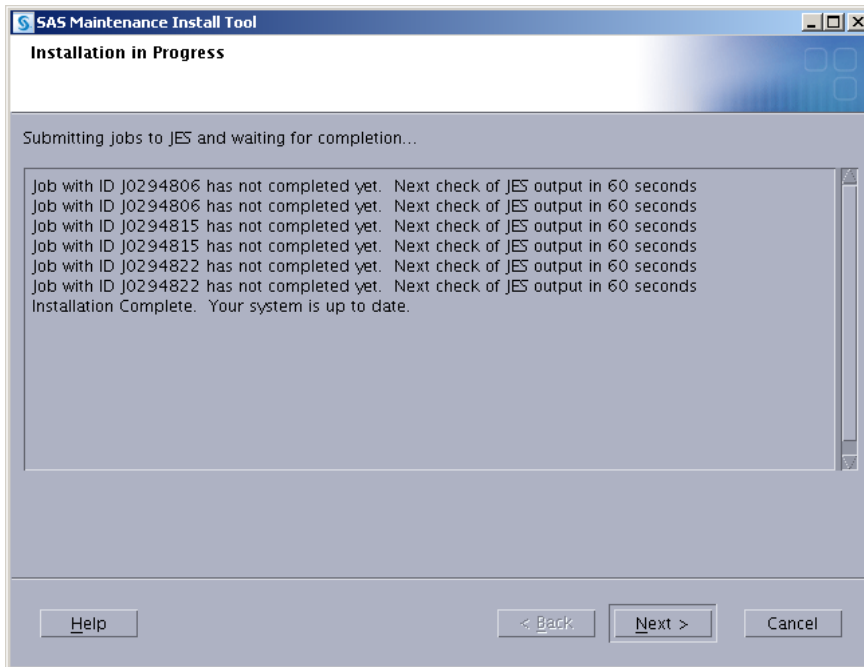 SAS Maintenance Install Tool
Installation in Progress
Submitting jobs to JES and waiting for completion...
Job with ID J0294806 has not completed yet.  Next check of JES output in 60 seconds
Job with ID J0294806 has not completed yet.  Next check of JES output in 60 seconds
Job with ID J0294815 has not completed yet.  Next check of JES output in 60 seconds
Job with ID J0294815 has not completed yet.  Next check of JES output in 60 seconds
Job with ID J0294822 has not completed yet.  Next check of JES output in 60 seconds
Job with ID J0294822 has not completed yet.  Next check of JES output in 60 seconds
Installation Complete.  Your system is up to date.
Help < Back Next > Cancel